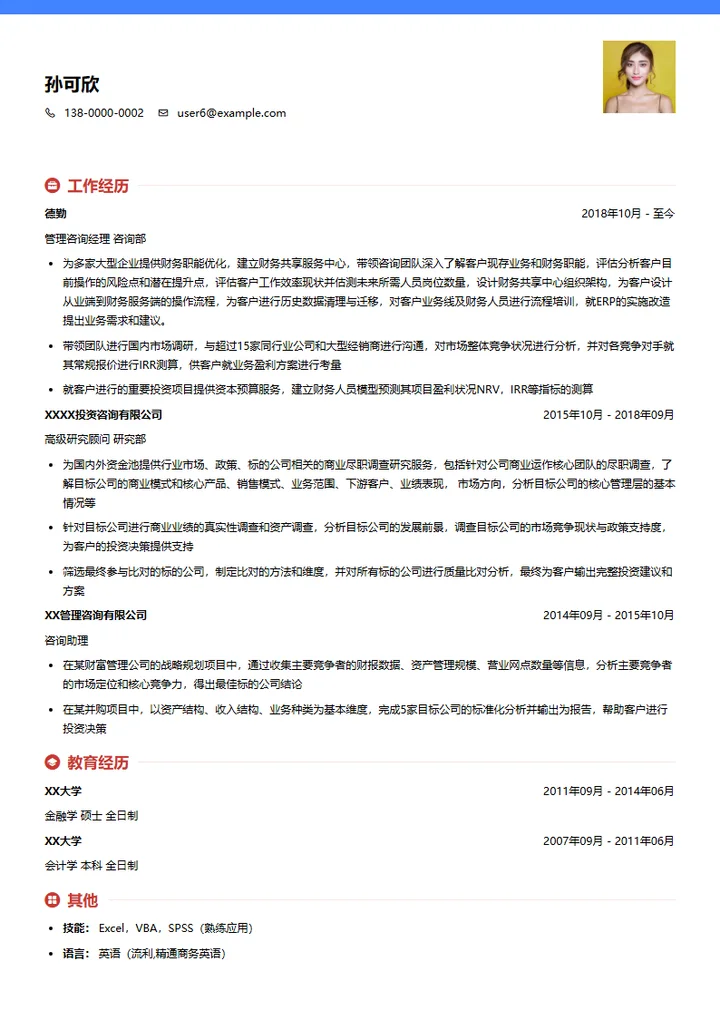 孙可欣
138-0000-0002 user6@example.com
工作经历
德勤 2018年10月 - 至今
管理咨询经理 咨询部
• 为多家大型企业提供财务职能优化，建立财务共享服务中心，带领咨询团队深入了解客户现存业务和财务职能，评估分析客户目
前操作的风险点和潜在提升点，评估客户工作效率现状并估测未来所需人员岗位数量，设计财务共享中心组织架构，为客户设计
从业端到财务服务端的操作流程，为客户进行历史数据清理与迁移，对客户业务线及财务人员进行流程培训，就ERP的实施改造
提出业务需求和建议。
• 带领团队进行国内市场调研，与超过15家同行业公司和大型经销商进行沟通，对市场整体竞争状况进行分析，并对各竞争对手就
其常规报价进行IRR测算，供客户就业务盈利方案进行考量
• 就客户进行的重要投资项目提供资本预算服务，建立财务人员模型预测其项目盈利状况NRV，IRR等指标的测算
XXXX投资咨询有限公司 2015年10月 - 2018年09月
高级研究顾问 研究部
• 为国内外资金池提供行业市场、政策、标的公司相关的商业尽职调查研究服务，包括针对公司商业运作核心团队的尽职调查，了
解目标公司的商业模式和核心产品、销售模式、业务范围、下游客户、业绩表现， 市场方向，分析目标公司的核心管理层的基本
情况等
• 针对目标公司进行商业业绩的真实性调查和资产调查，分析目标公司的发展前景，调查目标公司的市场竞争现状与政策支持度，
为客户的投资决策提供支持
• 筛选最终参与比对的标的公司，制定比对的方法和维度，并对所有标的公司进行质量比对分析，最终为客户输出完整投资建议和
方案
XX管理咨询有限公司 2014年09月 - 2015年10月
咨询助理
• 在某财富管理公司的战略规划项目中，通过收集主要竞争者的财报数据、资产管理规模、营业网点数量等信息，分析主要竞争者
的市场定位和核心竞争力，得出最佳标的公司结论
• 在某并购项目中，以资产结构、收入结构、业务种类为基本维度，完成5家目标公司的标准化分析并输出为报告，帮助客户进行
投资决策
教育经历
XX大学 2011年09月 - 2014年06月
金融学 硕士 全日制
XX大学 2007年09月 - 2011年06月
会计学 本科 全日制
其他
• 技能： Excel，VBA，SPSS（熟练应用）
• 语言： 英语（流利,精通商务英语）